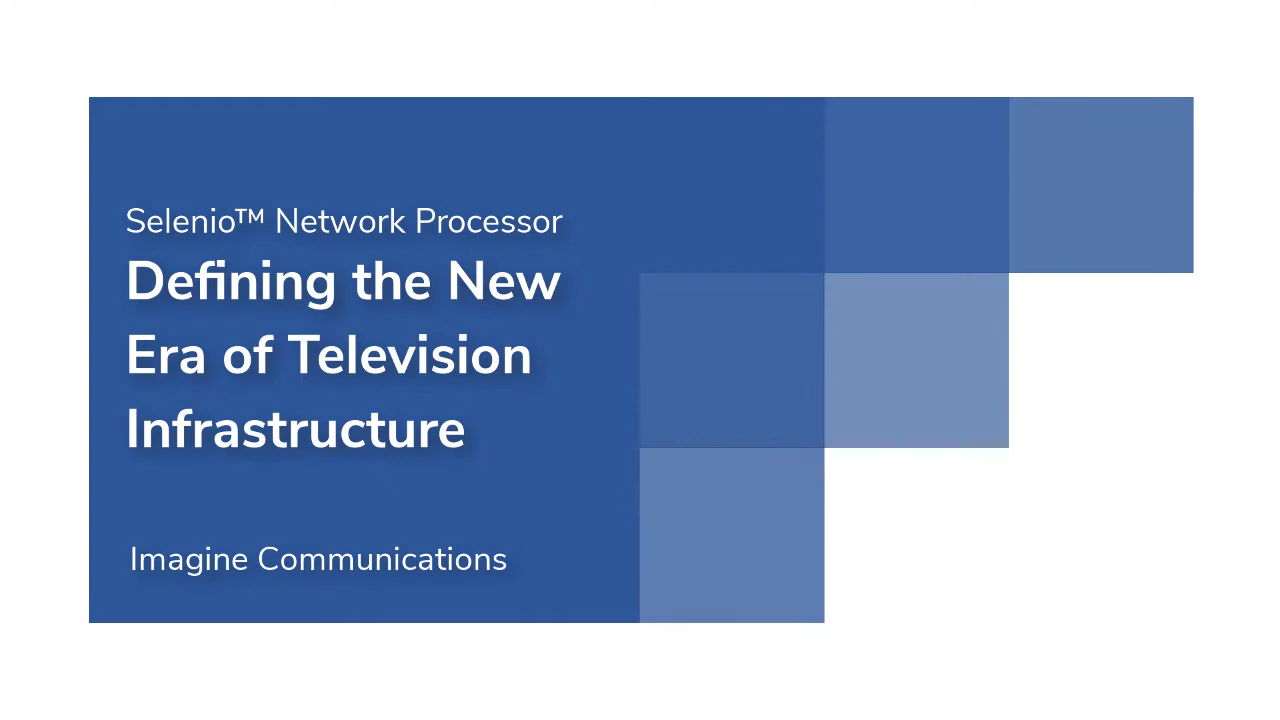 Selenio™ Network Processor
Defining the New
Era of Television
Infrastructure
Imagine Communications